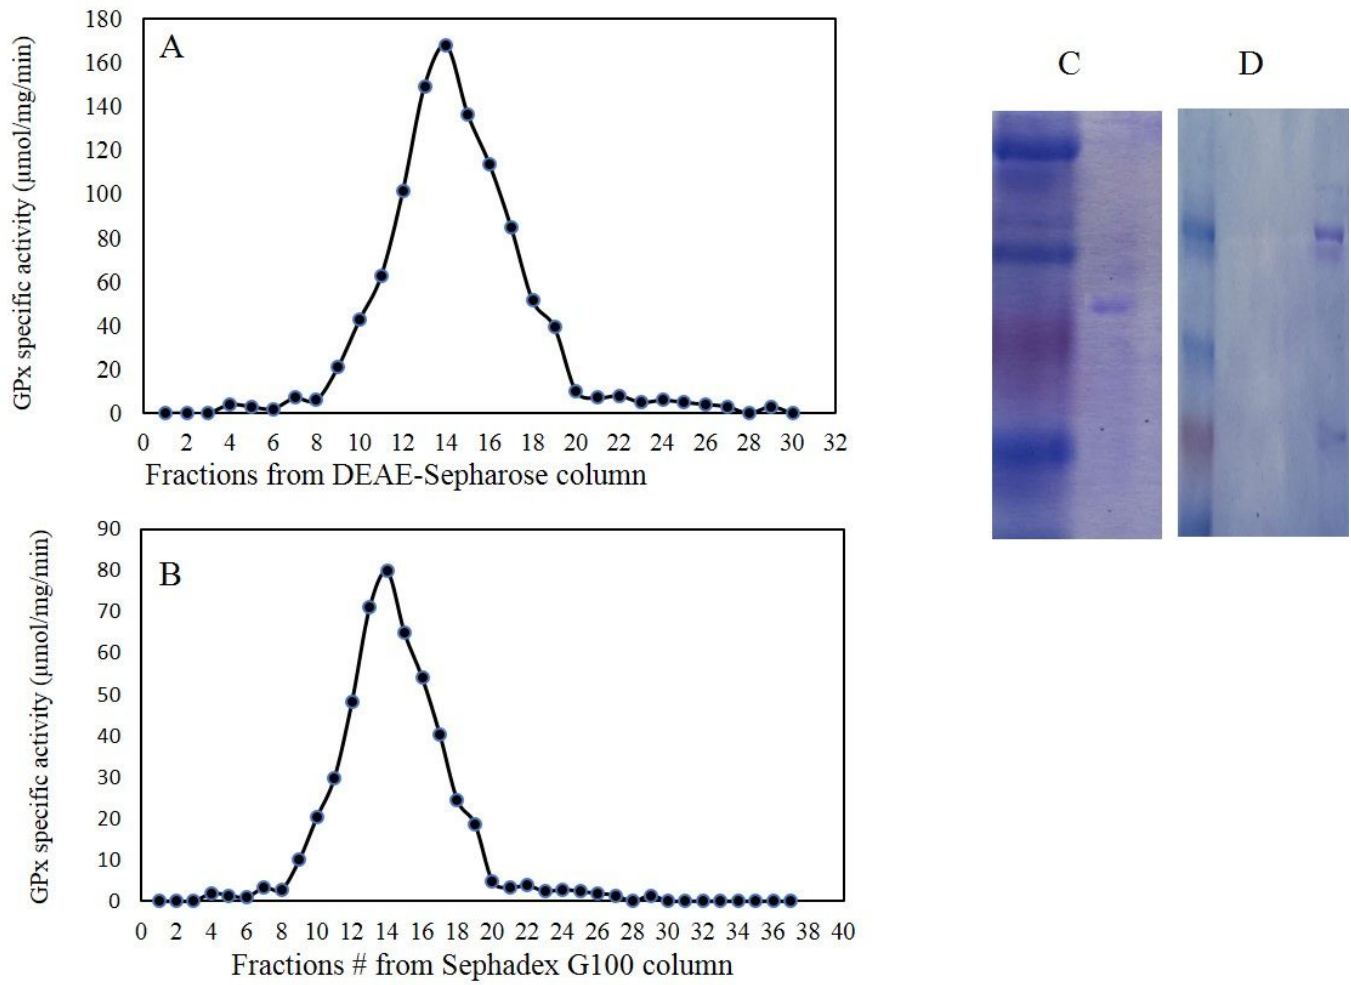 A
GPx specific activity (µmol/mg/min)
180
160
140
120
100
80
60
40
20
0
0 2 4 6 8 10 12 14 16 18 20 22 24 26 28 30 32
Fractions from DEAE-Sepharose column
B
GPx specific activity (µmol/mg/min)
90
80
70
60
50
40
30
20
10
0
0 2 4 6 8 10 12 14 16 18 20 22 24 26 28 30 32 34 36 38 40
Fractions # from Sephadex G100 column
C
D